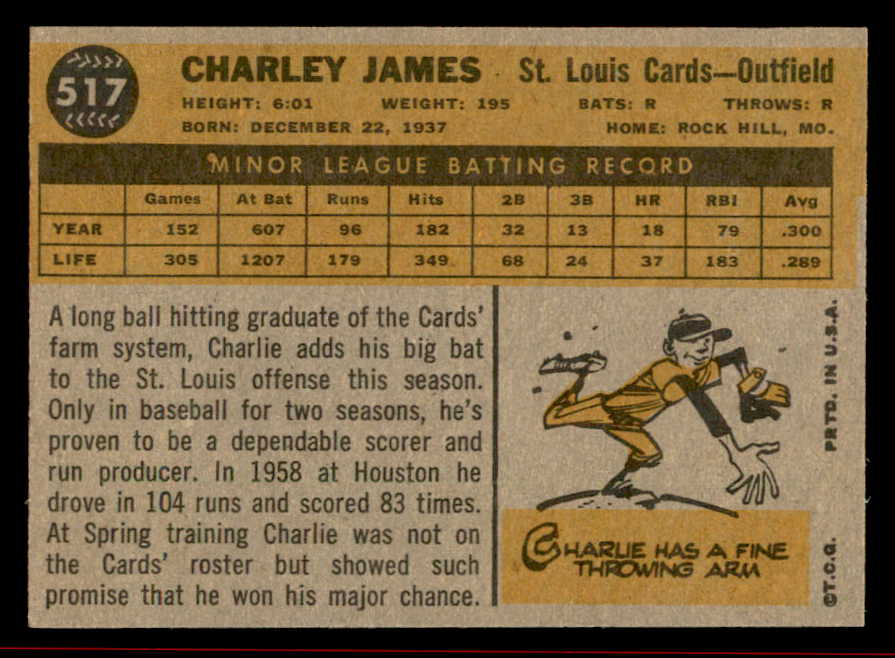 517
CHARLEY JAMES · St. Louis Cards—Outfield
HEIGHT: 6:01 WEIGHT: 195 BATS: R THROWS: R
BORN: DECEMBER 22, 1937 HOME: ROCK HILL, MO.
MINOR LEAGUE BATTING RECORD
Games At Bat Runs Hits 2B 3B HR RBI Avg
YEAR 152 607 96 182 32 13 18 79 .300
LIFE 305 1207 179 349 68 24 37 183 .289
A long ball hitting graduate of the Cards'
farm system, Charlie adds his big bat
to the St. Louis offense this season.
Only in baseball for two seasons, he's
proven to be a dependable scorer and
run producer. In 1958 at Houston he
drove in 104 runs and scored 83 times.
At Spring training Charlie was not on
the Cards' roster but showed such
promise that he won his major chance.
CHARLIE HAS A FINE
THROWING ARM
©T.C.G. PRTD. IN U.S.A.